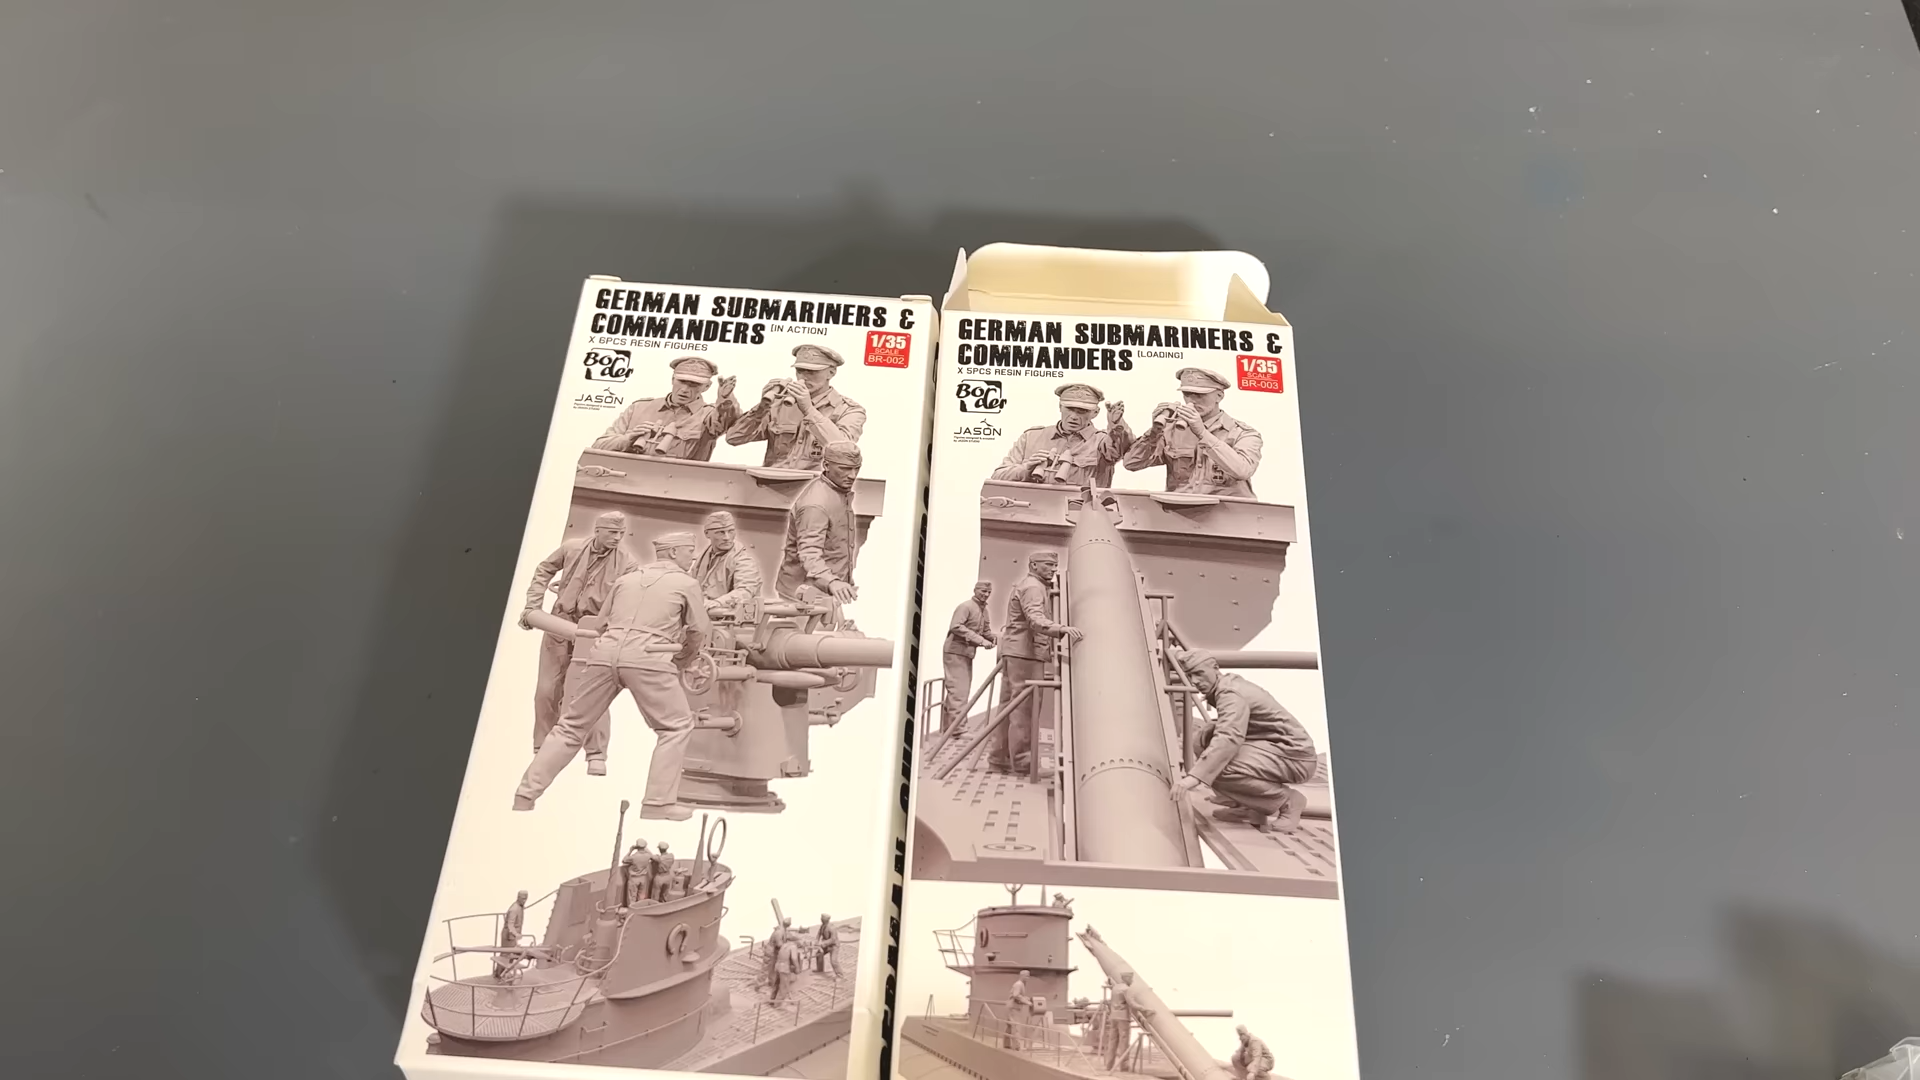 GERMAN SUBMARINERS &
COMMANDERS [IN ACTION]
X 6PCS RESIN FIGURES
1/35
SCALE
BR-002
Border
JASON
GERMAN SUBMARINERS &
COMMANDERS [LOADING]
X 5PCS RESIN FIGURES
1/35
SCALE
BR-003
Border
JASON